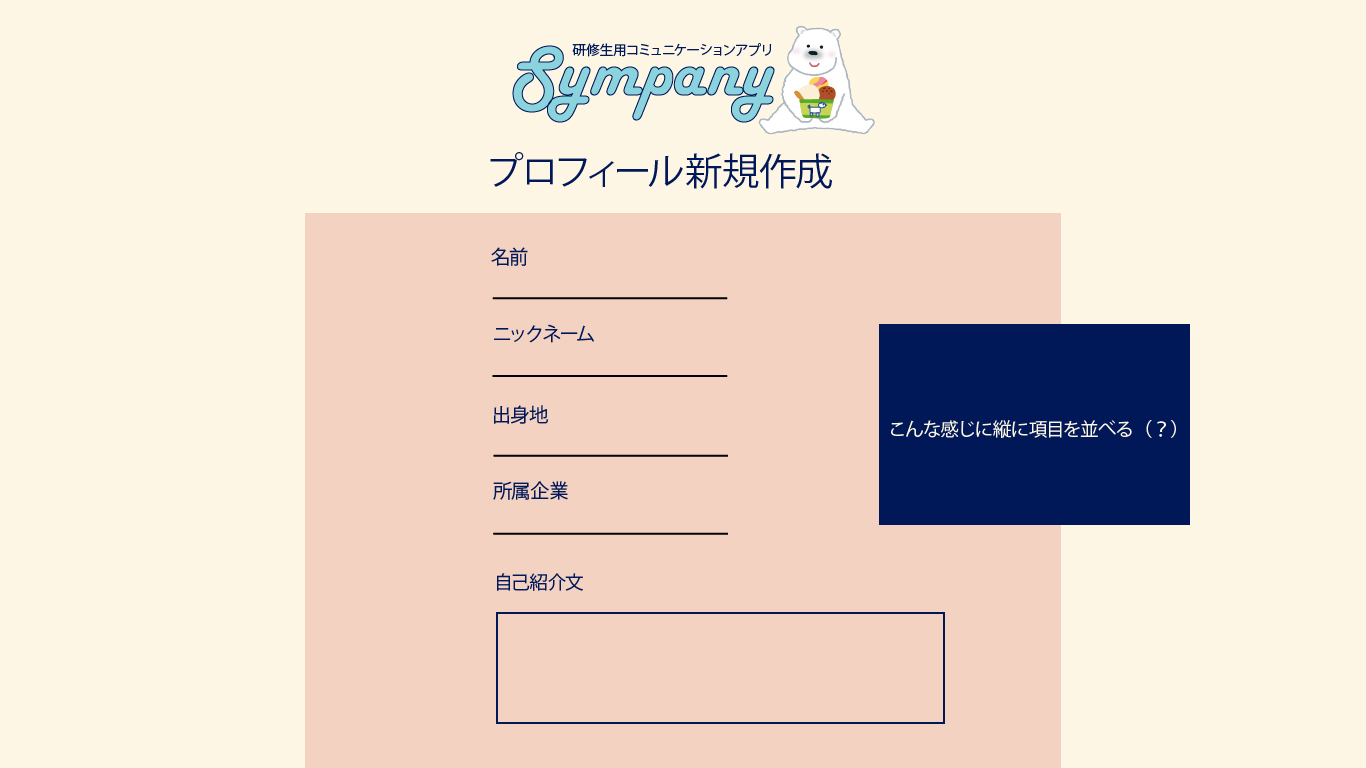 研修生用コミュニケーションアプリ
Sympany
プロフィール新規作成
名前
ニックネーム
出身地
所属企業
自己紹介文
こんな感じに縦に項目を並べる（？）